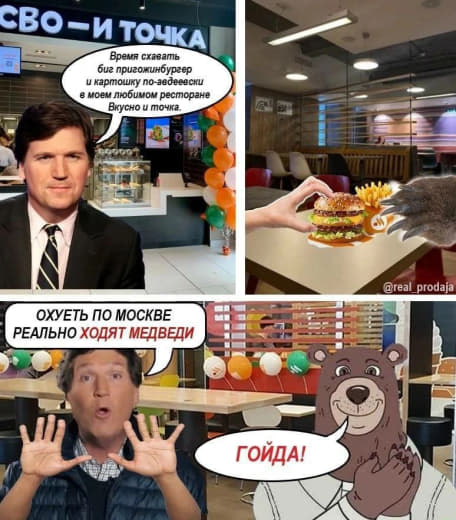 СВО – И ТОЧКА
Время схавать
биг пригожинбургер
и картошку по-авдеевски
в моем любимом ресторане
Вкусно и точка.
@real_prodaja
ОХУЕТЬ ПО МОСКВЕ
РЕАЛЬНО ХОДЯТ МЕДВЕДИ
ГОЙДА!